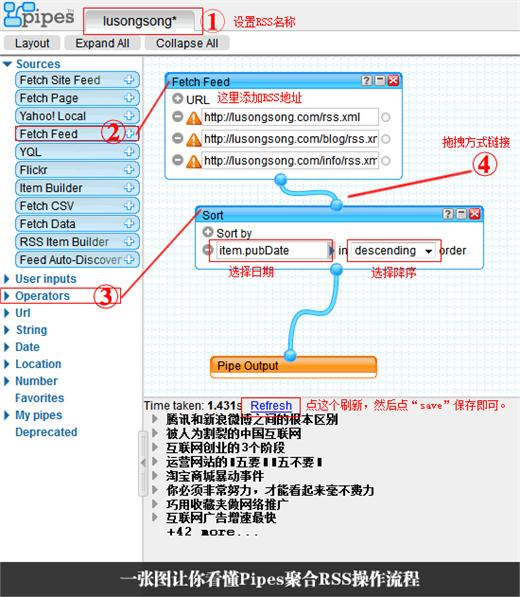 pipes
lusongsong*
① 设置RSS名称
Layout
Expand All
Collapse All
Sources
Fetch Site Feed
Fetch Page
Yahoo! Local
Fetch Feed
②
YQL
Flickr
Item Builder
Fetch CSV
Fetch Data
RSS Item Builder
Feed Auto-Discover
User inputs
Operators
③
Url
String
Date
Location
Number
Favorites
My pipes
Deprecated
Fetch Feed
URL 这里添加RSS地址
http://lusongsong.com/rss.xml
http://lusongsong.com/blog/rss.xm
http://lusongsong.com/info/rss.xm
拖拽方式链接
④
Sort
Sort by
item.pubDate in descending order
选择日期
选择降序
Pipe Output
Time taken: 1.431s Refresh 点这个刷新，然后点“save”保存即可。
腾讯和新浪微博之间的根本区别
被人为割裂的中国互联网
互联网创业的3个阶段
运营网站的 五要 五不要
淘宝商城暴动事件
你必须非常努力，才能看起来毫不费力
巧用收藏夹做网络推广
互联网广告增速最快
+42 more...
一张图让你看懂Pipes聚合RSS操作流程